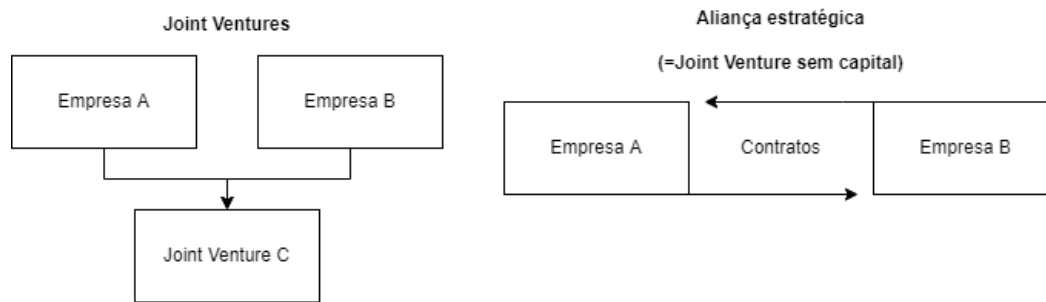 Joint Ventures
Empresa A
Empresa B
Joint Venture C
Aliança estratégica
(=Joint Venture sem capital)
Empresa A
Contratos
Empresa B